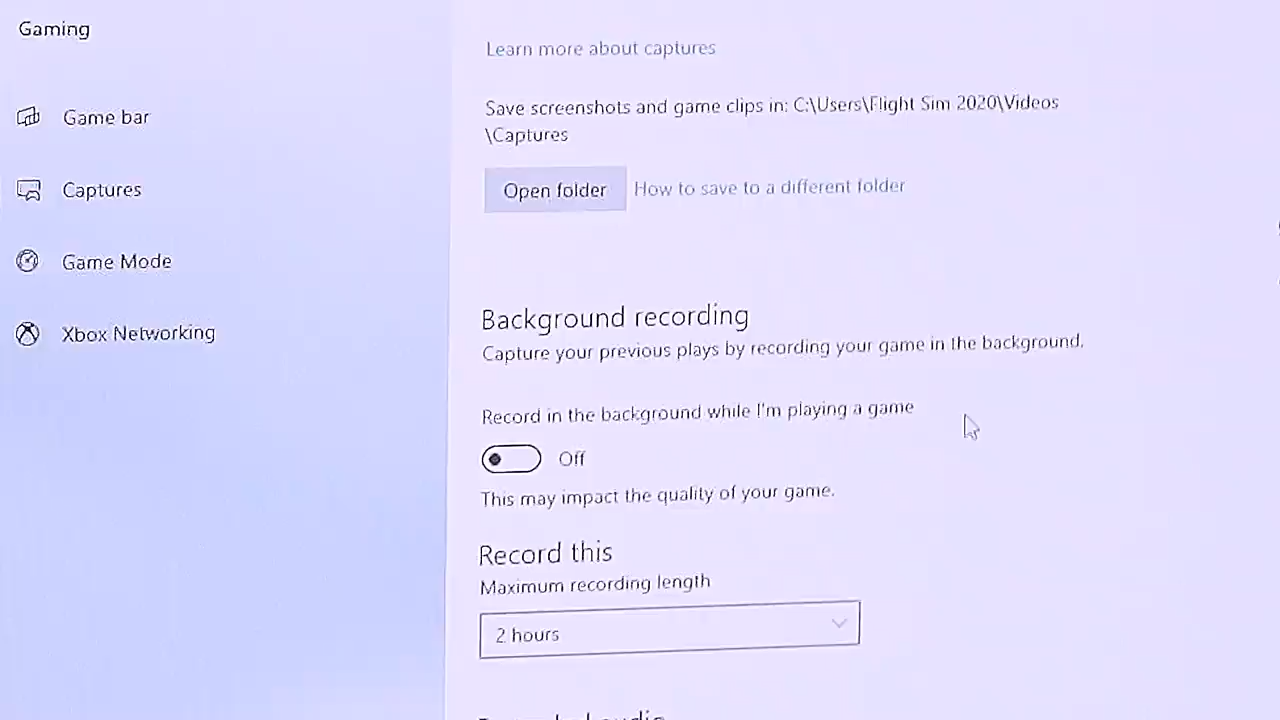 Gaming
Game bar
Captures
Game Mode
Xbox Networking
Learn more about captures
Save screenshots and game clips in: C:\Users\Flight Sim 2020\Videos
\Captures
Open folder
How to save to a different folder
Background recording
Capture your previous plays by recording your game in the background.
Record in the background while I'm playing a game
Off
This may impact the quality of your game.
Record this
Maximum recording length
2 hours